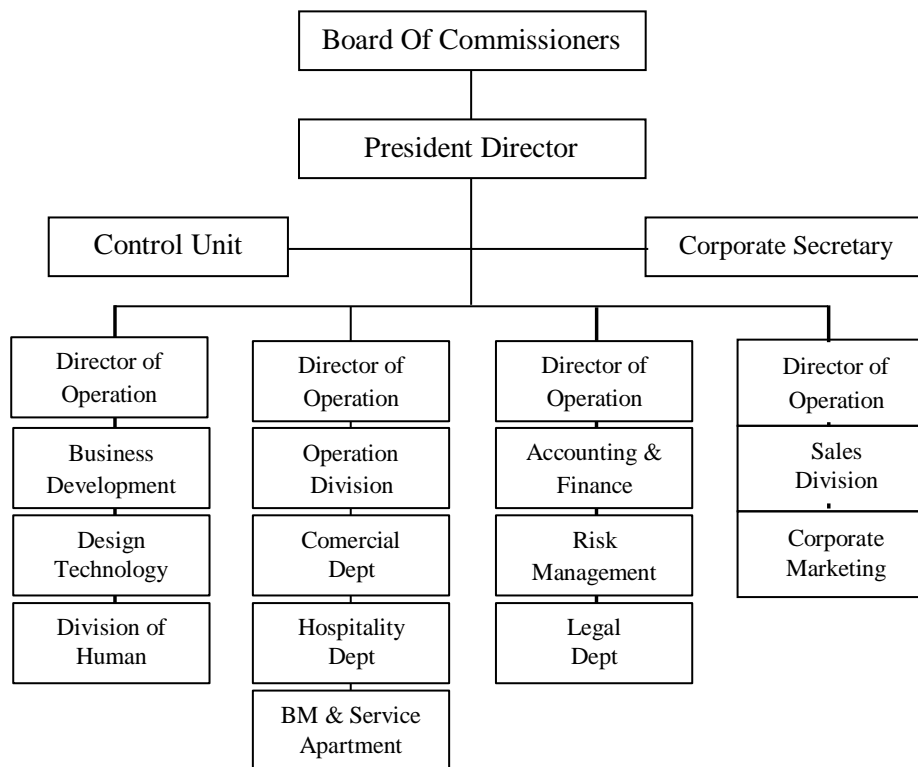 Board Of Commissioners
President Director
Control Unit
Corporate Secretary
Director of
Operation
Director of
Operation
Director of
Operation
Director of
Operation
Business
Development
Operation
Division
Accounting &
Finance
Sales
Division
Design
Technology
Comercial
Dept
Risk
Management
Corporate
Marketing
Division of
Human
Hospitality
Dept
Legal
Dept
BM & Service
Apartment